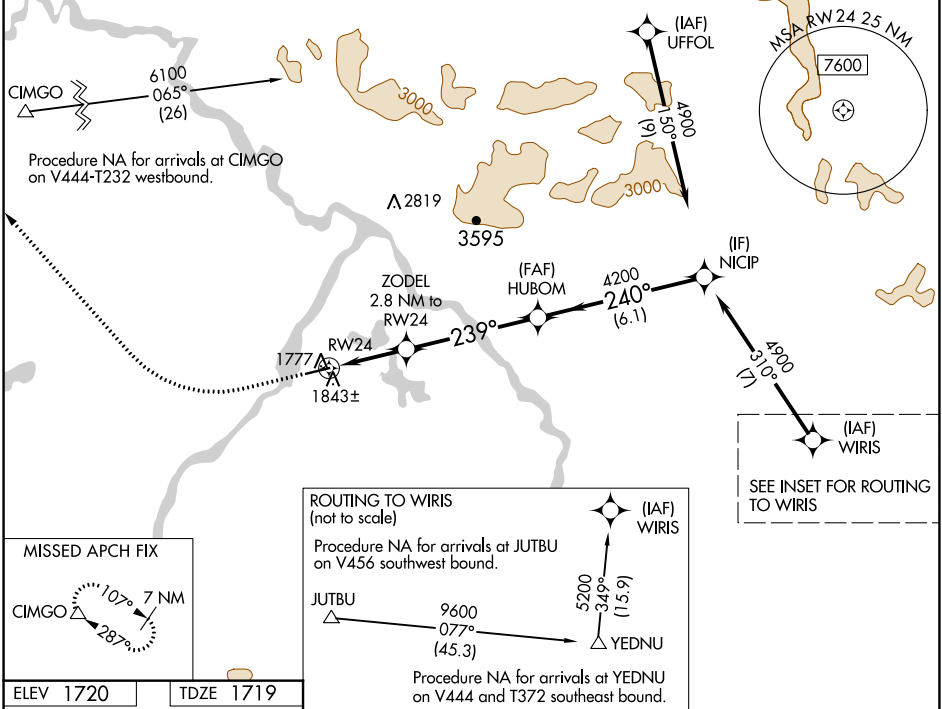 (IAF)
UFFOL
MSA RW24 25 NM
7600
CIMGO
6100
065°
(26)
3000
4900
150°
(9)
Procedure NA for arrivals at CIMGO
on V444-T232 westbound.
3000
2819
3595
(IF)
NICIP
(FAF)
HUBOM
4200
240°
(6.1)
ZODEL
2.8 NM to
RW24
239°
RW24
1777
1843±
4900
310°
(7)
(IAF)
WIRIS
SEE INSET FOR ROUTING
TO WIRIS
ROUTING TO WIRIS
(not to scale)
(IAF)
WIRIS
Procedure NA for arrivals at JUTBU
on V456 southwest bound.
5200
349°
(15.9)
JUTBU
9600
077°
(45.3)
YEDNU
Procedure NA for arrivals at YEDNU
on V444 and T372 southeast bound.
MISSED APCH FIX
CIMGO
107°
7 NM
287°
ELEV 1720
TDZE 1719